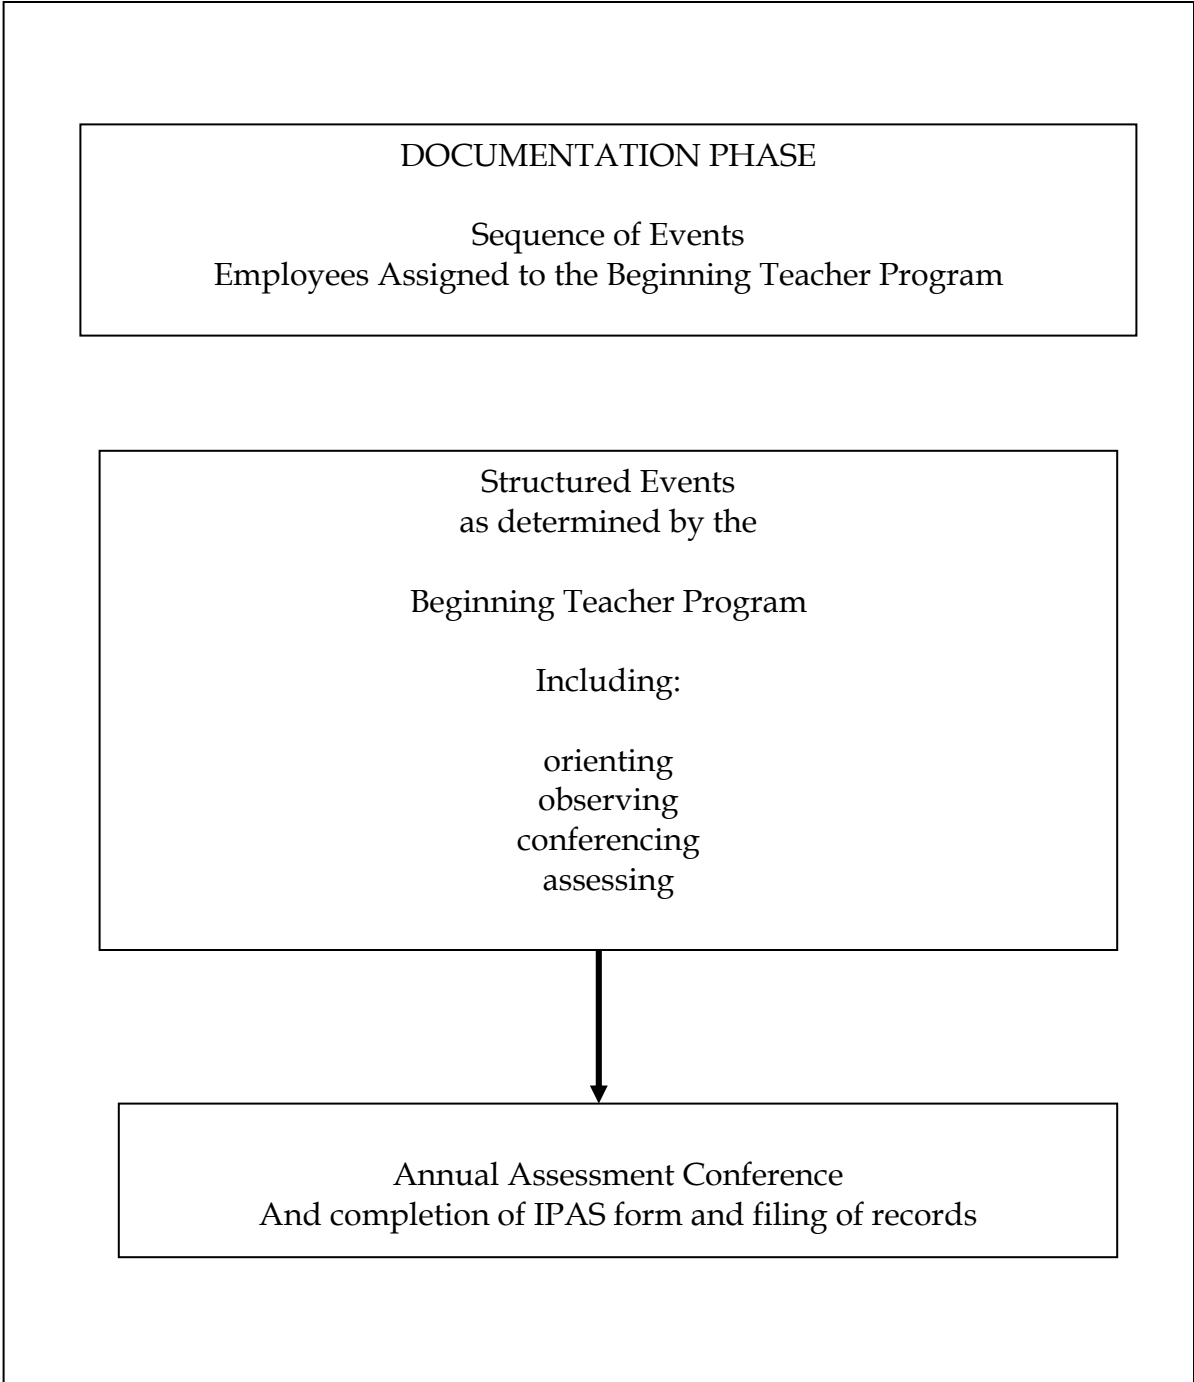 DOCUMENTATION PHASE
Sequence of Events
Employees Assigned to the Beginning Teacher Program
Structured Events
as determined by the
Beginning Teacher Program
Including:
orienting
observing
conferencing
assessing
Annual Assessment Conference
And completion of IPAS form and filing of records